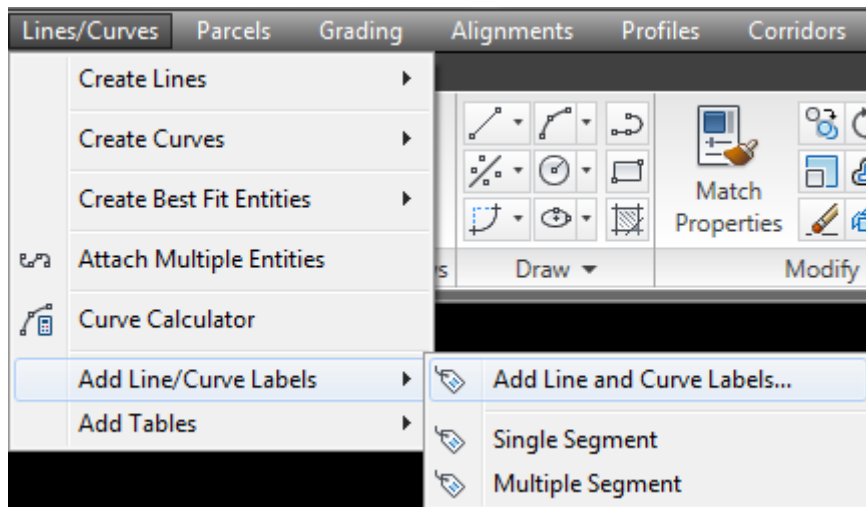 Lines/Curves Parcels Grading Alignments Profiles Corridors
Create Lines
Create Curves
Create Best Fit Entities
Attach Multiple Entities
Curve Calculator
Add Line/Curve Labels
Add Tables
Match
Properties
Draw
Modify
Add Line and Curve Labels...
Single Segment
Multiple Segment